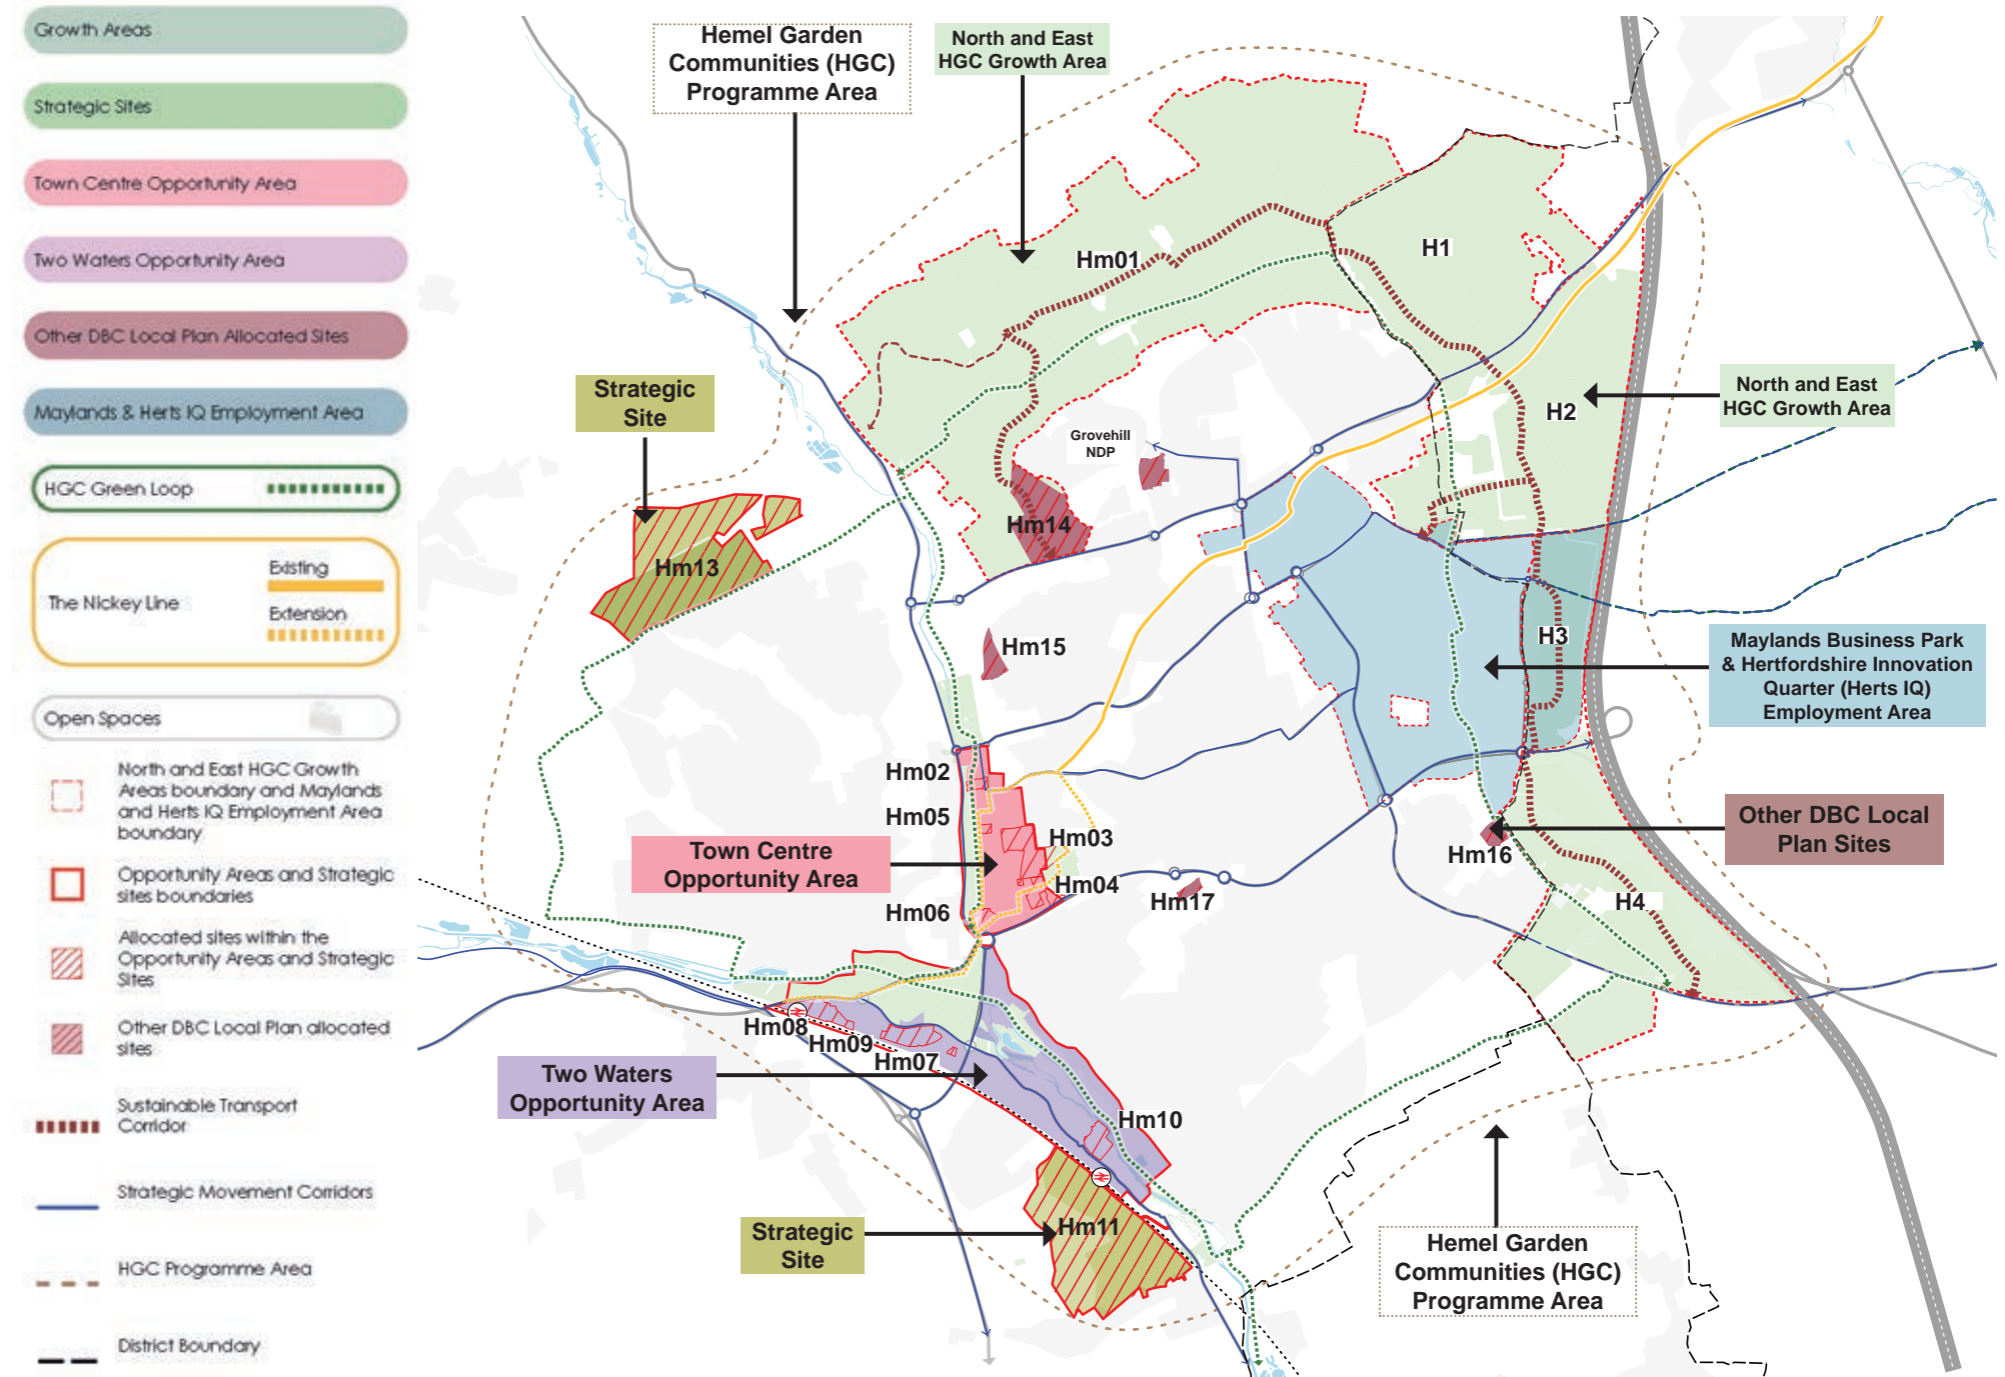 Growth Areas
Strategic Sites
Town Centre Opportunity Area
Two Waters Opportunity Area
Other DBC Local Plan Allocated Sites
Maylands & Herts IQ Employment Area
HGC Green Loop
The Nickey Line
Existing
Extension
Open Spaces
North and East HGC Growth
Areas boundary and Maylands
and Herts IQ Employment Area
boundary
Opportunity Areas and Strategic
sites boundaries
Allocated sites within the
Opportunity Areas and Strategic
Sites
Other DBC Local Plan allocated
sites
Sustainable Transport
Corridor
Strategic Movement Corridors
HGC Programme Area
District Boundary
Hemel Garden
Communities (HGC)
Programme Area
North and East
HGC Growth Area
Hm01
H1
Strategic
Site
H2
North and East
HGC Growth Area
Grovehill
NDP
Hm14
Hm13
Hm15
H3
Maylands Business Park
& Hertfordshire Innovation
Quarter (Herts IQ)
Employment Area
Hm02
Hm05
Hm03
Town Centre
Opportunity Area
Hm04
Hm06
Hm17
Hm16
Other DBC Local
Plan Sites
H4
Hm08
Hm09
Hm07
Two Waters
Opportunity Area
Hm10
Hm11
Strategic
Site
Hemel Garden
Communities (HGC)
Programme Area